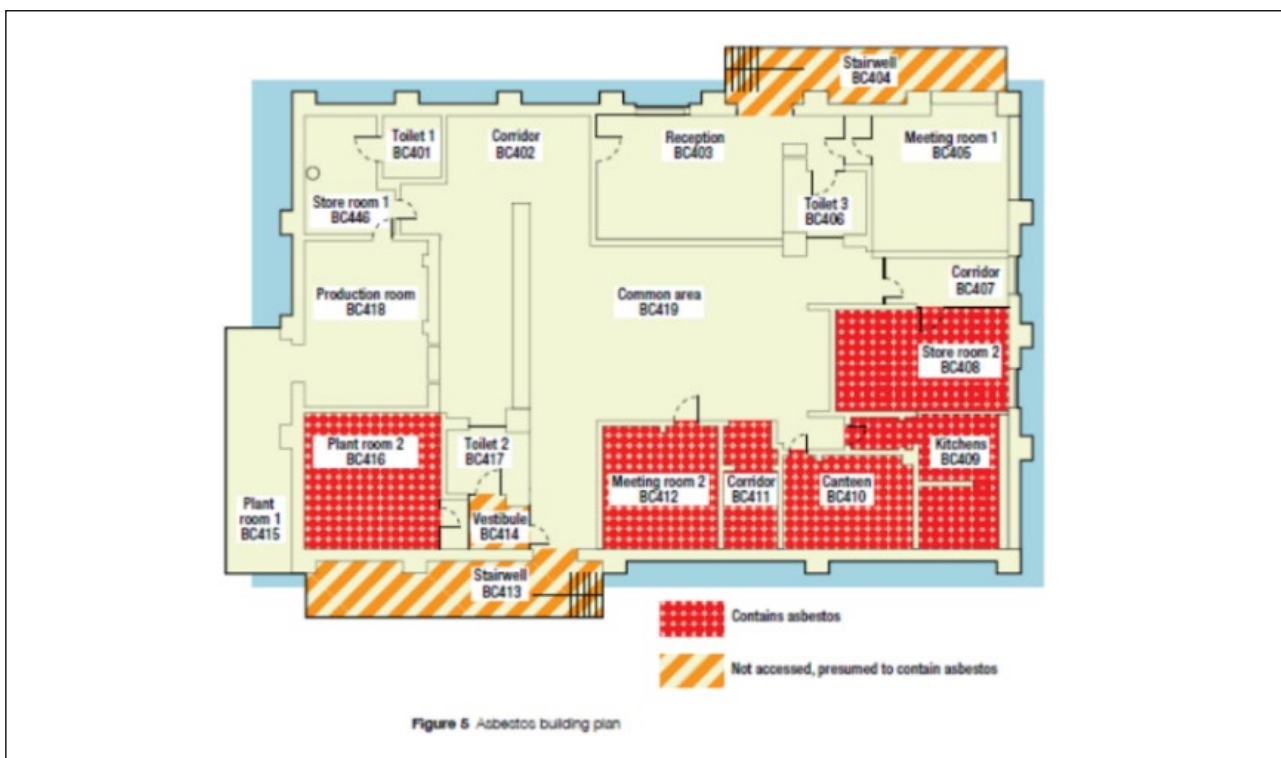 Stairwell
BC404
Toilet 1
BC401
Corridor
BC402
Reception
BC403
Meeting room 1
BC405
Store room 1
BC446
Toilet 3
BC406
Production room
BC418
Common area
BC419
Corridor
BC407
Store room 2
BC408
Plant room 2
BC416
Toilet 2
BC417
Meeting room 2
BC412
Corridor
BC411
Canteen
BC410
Kitchens
BC409
Plant
room 1
BC415
Vestibule
BC414
Stairwell
BC413
Contains asbestos
Not accessed, presumed to contain asbestos
Figure 5 Asbestos building plan